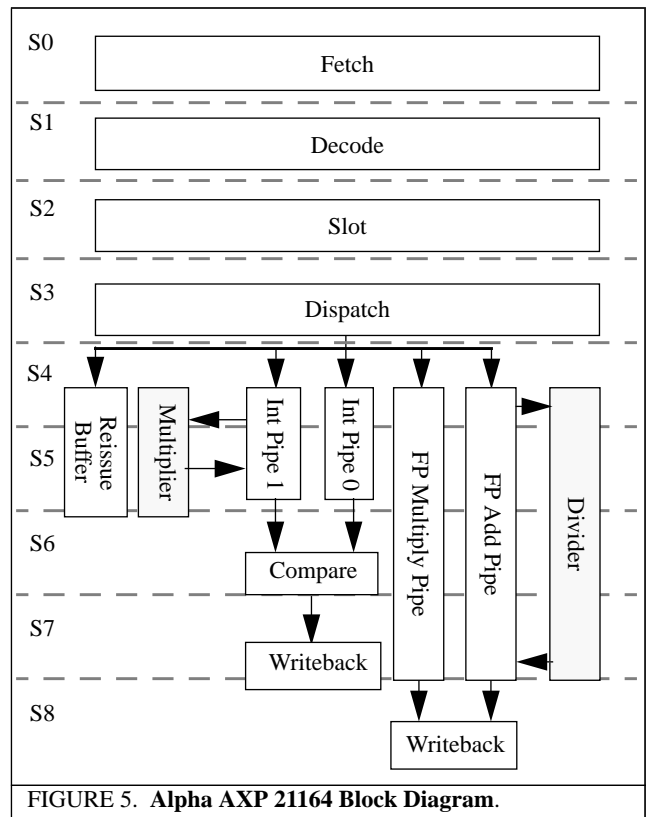 S0
Fetch
S1
Decode
S2
Slot
S3
Dispatch
S4
Reissue
Buffer
Multiplier
Int Pipe 1
Int Pipe 0
FP Multiply Pipe
FP Add Pipe
Divider
S5
S6
Compare
S7
Writeback
S8
Writeback
FIGURE 5. Alpha AXP 21164 Block Diagram.